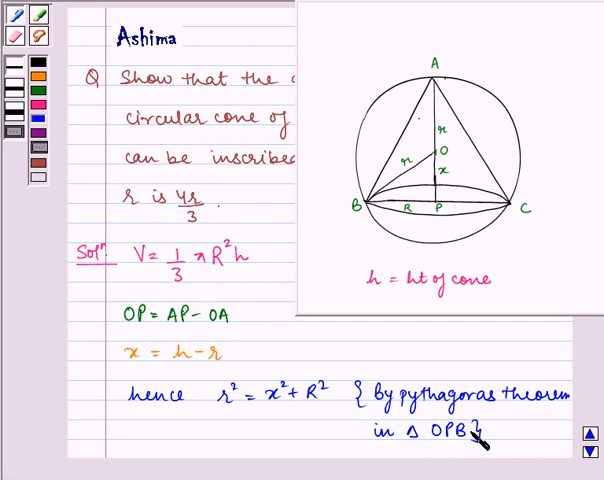 Ashima
Q Show that the
circular cone of
can be inscribed
r is 4r/3 .
Solⁿ: V = 1/3 π R² h
OP = AP - OA
x = h - r
hence r² = x² + R² { By pythagoras theorem
in Δ OPB }
A
r
O
r
x
B
R
P
C
h = ht of cone